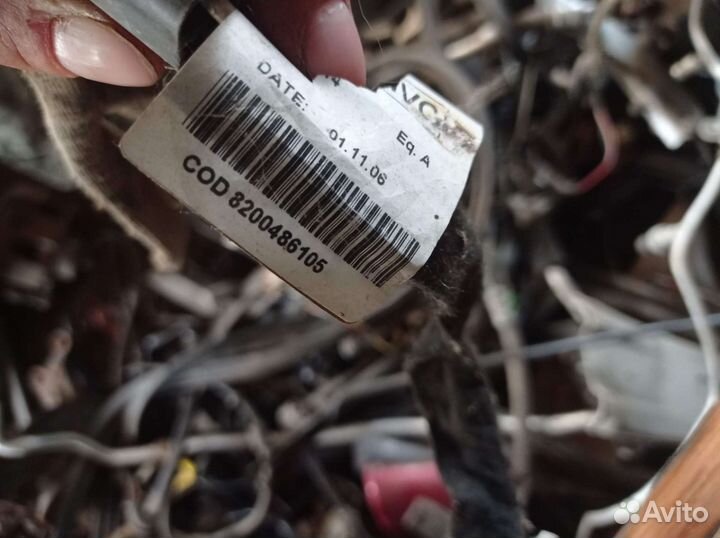 DATE: 01.11.06 Eq. A
COD 8200486105
Avito